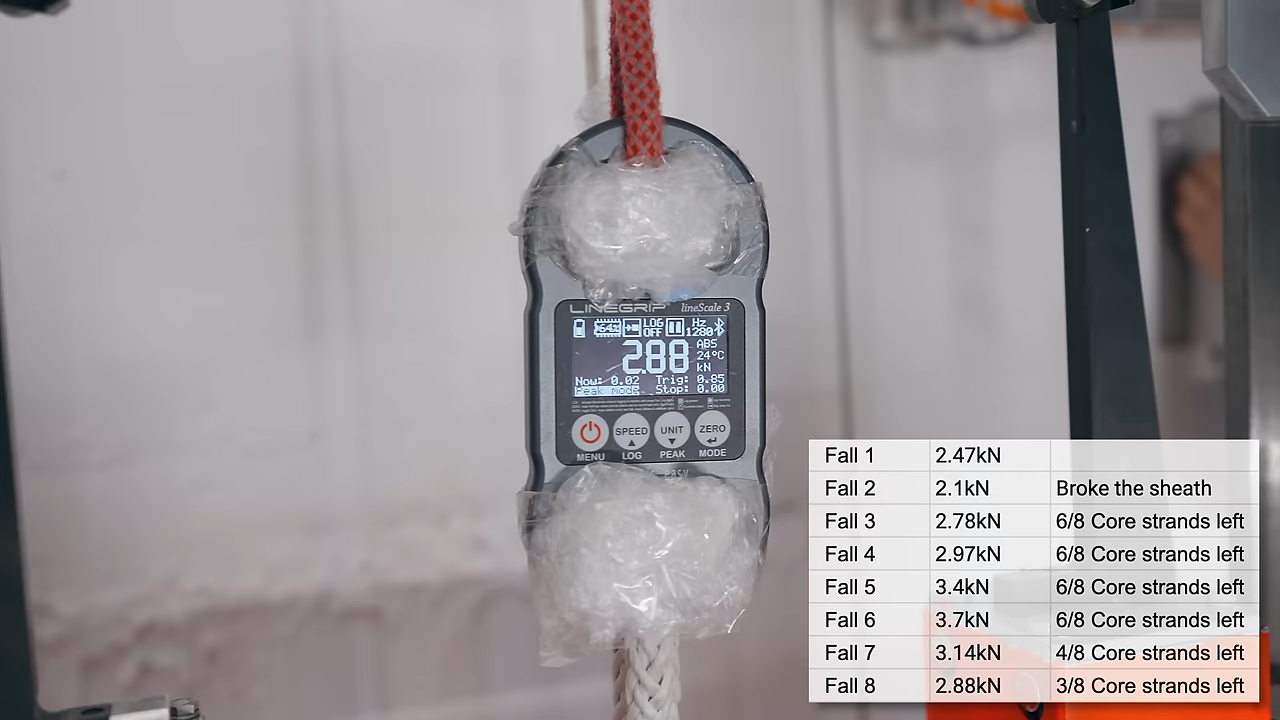 LINEGRIP lineScale 3
64% LOG OFF Hz 1280
2.88 ABS 24°C kN
Now: 0.02 Trig: 0.85
Peak mode Stop: 0.00
SPEED UNIT ZERO
MENU LOG PEAK MODE
Fall 1 2.47kN
Fall 2 2.1kN Broke the sheath
Fall 3 2.78kN 6/8 Core strands left
Fall 4 2.97kN 6/8 Core strands left
Fall 5 3.4kN 6/8 Core strands left
Fall 6 3.7kN 6/8 Core strands left
Fall 7 3.14kN 4/8 Core strands left
Fall 8 2.88kN 3/8 Core strands left